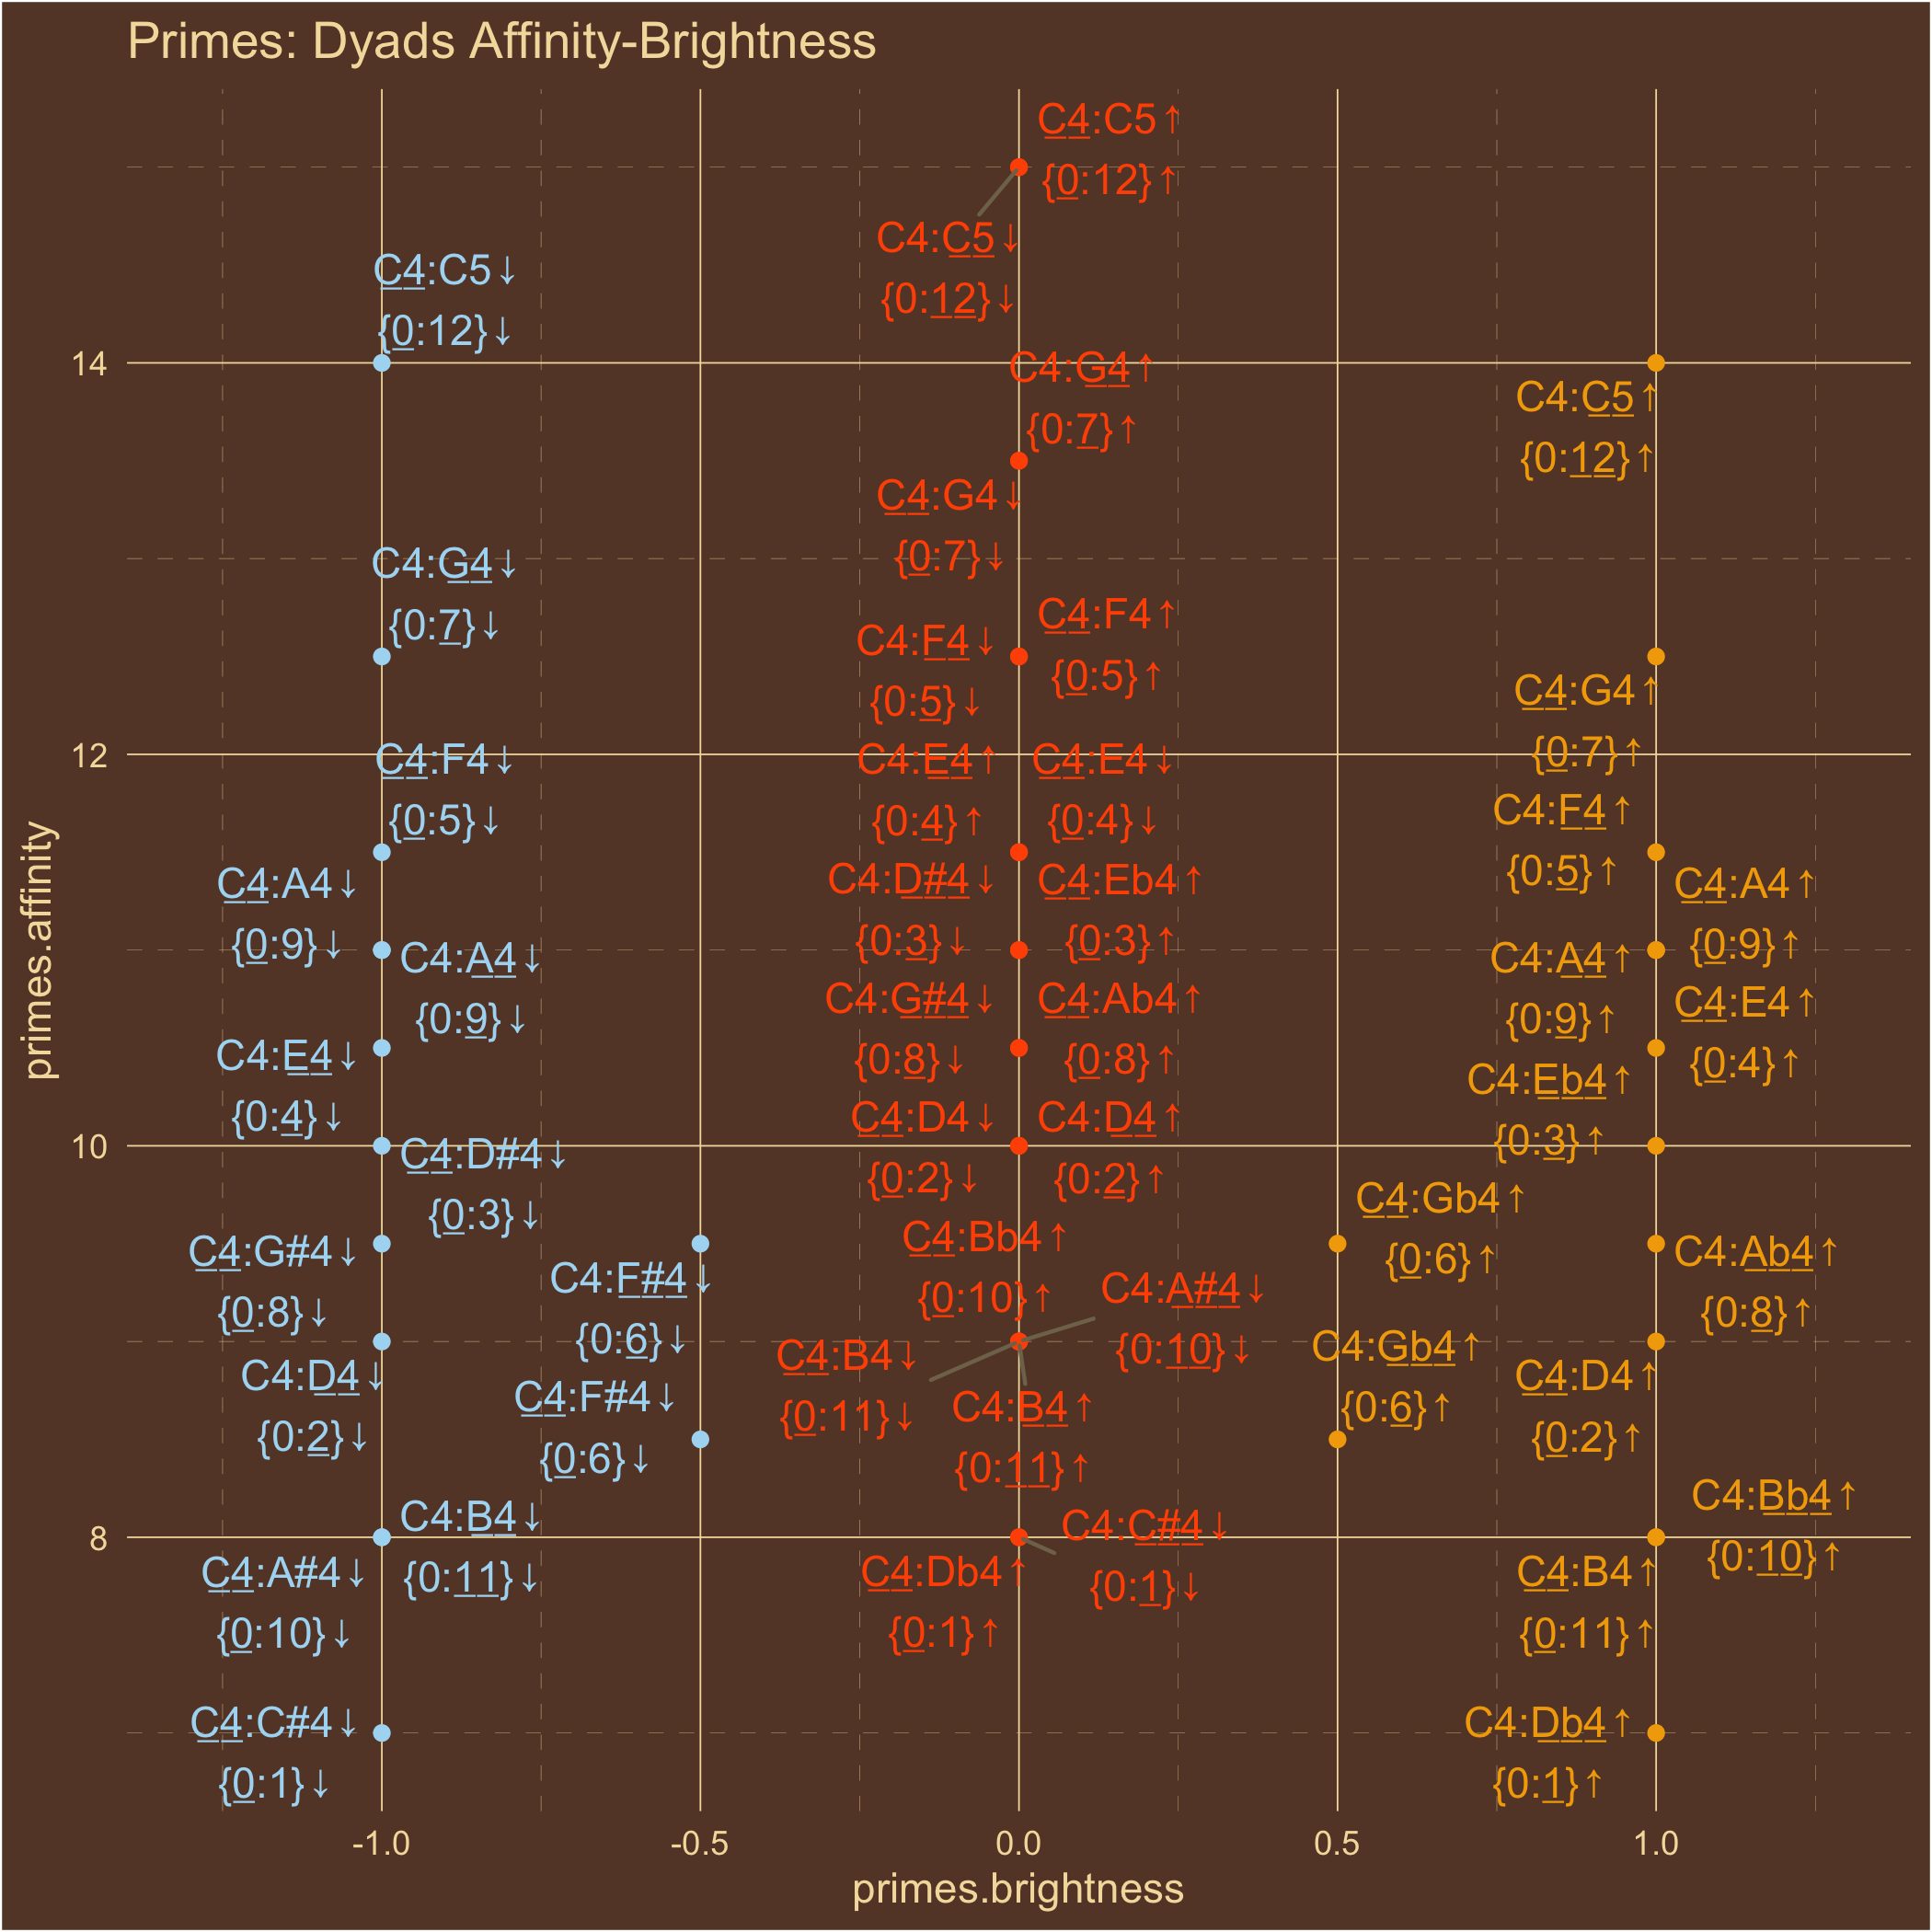 Primes: Dyads Affinity-Brightness
C4:C5↑
{0:12}↑
C4:C5↓
{0:12}↓
C4:C5↓
{0:12}↓
14
C4:G4↑
{0:7}↑
C4:C5↑
{0:12}↑
C4:G4↓
{0:7}↓
C4:G4↓
{0:7}↓
C4:F4↑
{0:5}↑
C4:F4↓
{0:5}↓
C4:G4↑
{0:7}↑
12
C4:F4↓
{0:5}↓
C4:E4↑
{0:4}↑
C4:E4↓
{0:4}↓
C4:F4↑
{0:5}↑
C4:A4↓
{0:9}↓
C4:D#4↓
{0:3}↓
C4:Eb4↑
{0:3}↑
C4:A4↑
{0:9}↑
C4:A4↓
{0:9}↓
C4:A4↑
{0:9}↑
C4:G#4↓
{0:8}↓
C4:Ab4↑
{0:8}↑
C4:E4↑
{0:4}↑
C4:E4↓
{0:4}↓
C4:Eb4↑
{0:3}↑
10
C4:D4↓
{0:2}↓
C4:D4↑
{0:2}↑
C4:D#4↓
{0:3}↓
C4:Gb4↑
{0:6}↑
C4:G#4↓
{0:8}↓
C4:Bb4↑
{0:10}↑
C4:Ab4↑
{0:8}↑
C4:F#4↓
{0:6}↓
C4:A#4↓
{0:10}↓
C4:B4↓
{0:11}↓
C4:Gb4↑
{0:6}↑
C4:D4↓
{0:2}↓
C4:D4↑
{0:2}↑
C4:F#4↓
{0:6}↓
C4:B4↑
{0:11}↑
C4:Bb4↑
{0:10}↑
8
C4:B4↓
{0:11}↓
C4:C#4↓
{0:1}↓
C4:A#4↓
{0:10}↓
C4:Db4↑
{0:1}↑
C4:B4↑
{0:11}↑
C4:C#4↓
{0:1}↓
C4:Db4↑
{0:1}↑
primes.affinity
-1.0
-0.5
0.0
0.5
1.0
primes.brightness